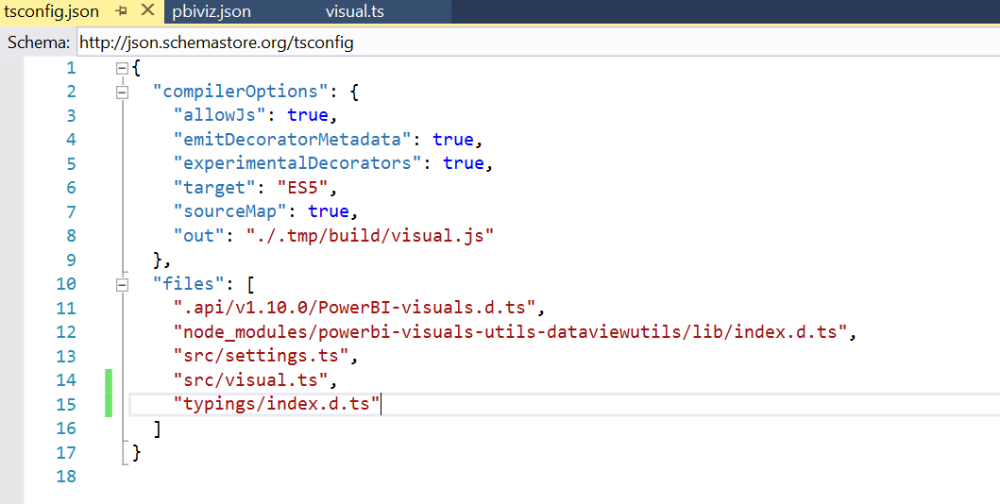 tsconfig.json pbiviz.json visual.ts
Schema: http://json.schemastore.org/tsconfig
1 {
2 "compilerOptions": {
3 "allowJs": true,
4 "emitDecoratorMetadata": true,
5 "experimentalDecorators": true,
6 "target": "ES5",
7 "sourceMap": true,
8 "out": "./.tmp/build/visual.js"
9 },
10 "files": [
11 ".api/v1.10.0/PowerBI-visuals.d.ts",
12 "node_modules/powerbi-visuals-utils-dataviewutils/lib/index.d.ts",
13 "src/settings.ts",
14 "src/visual.ts",
15 "typings/index.d.ts"
16 ]
17 }
18